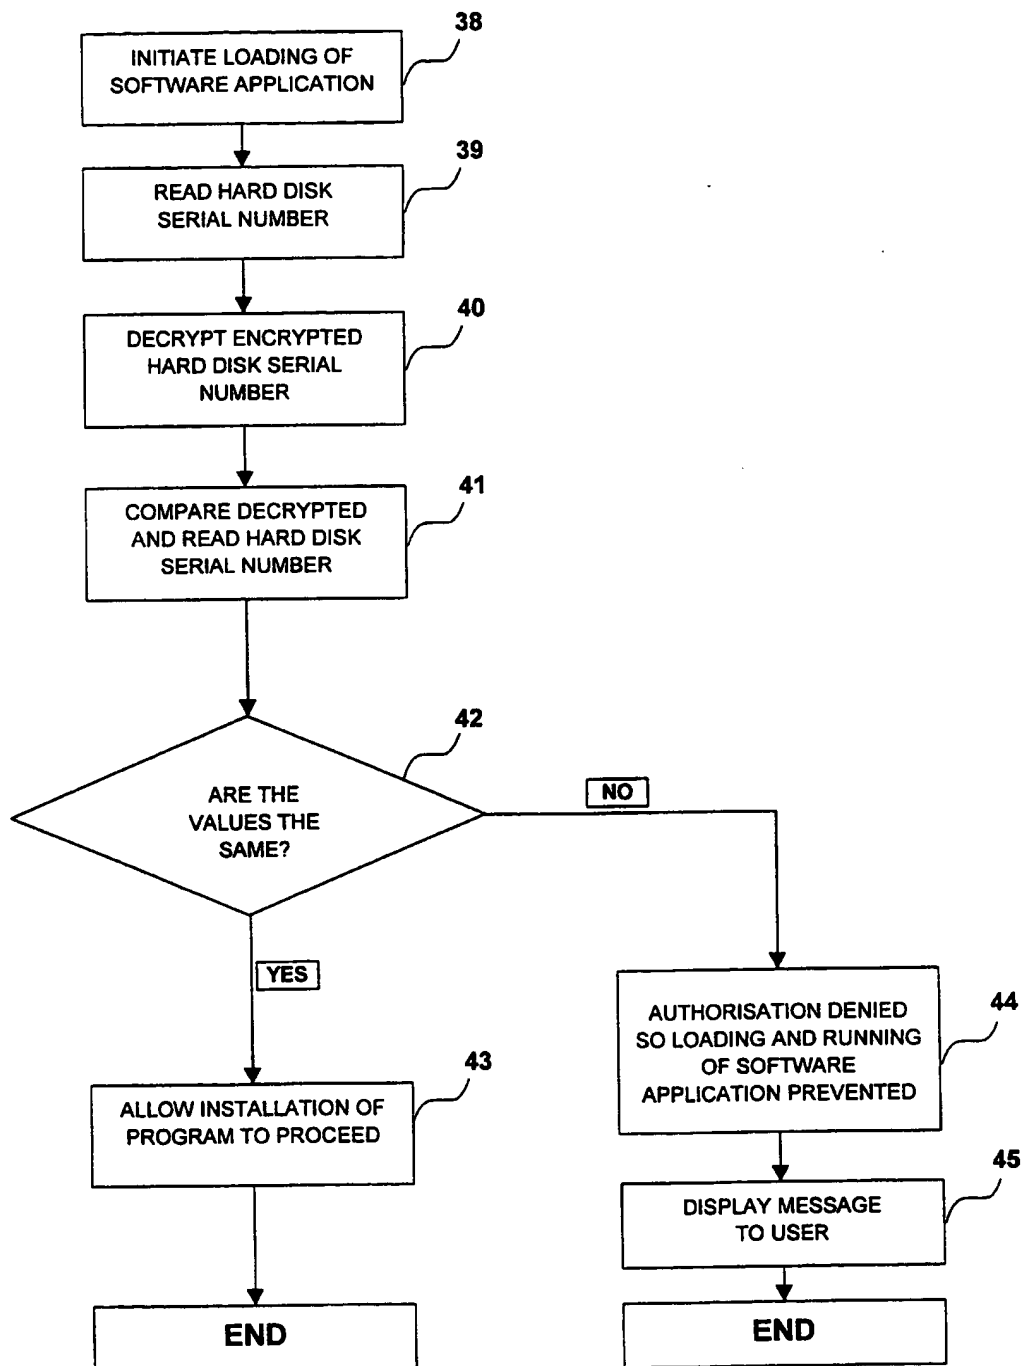 38
INITIATE LOADING OF
SOFTWARE APPLICATION
39
READ HARD DISK
SERIAL NUMBER
40
DECRYPT ENCRYPTED
HARD DISK SERIAL
NUMBER
41
COMPARE DECRYPTED
AND READ HARD DISK
SERIAL NUMBER
42
ARE THE
VALUES THE
SAME?
NO
YES
43
ALLOW INSTALLATION OF
PROGRAM TO PROCEED
END
44
AUTHORISATION DENIED
SO LOADING AND RUNNING
OF SOFTWARE
APPLICATION PREVENTED
45
DISPLAY MESSAGE
TO USER
END